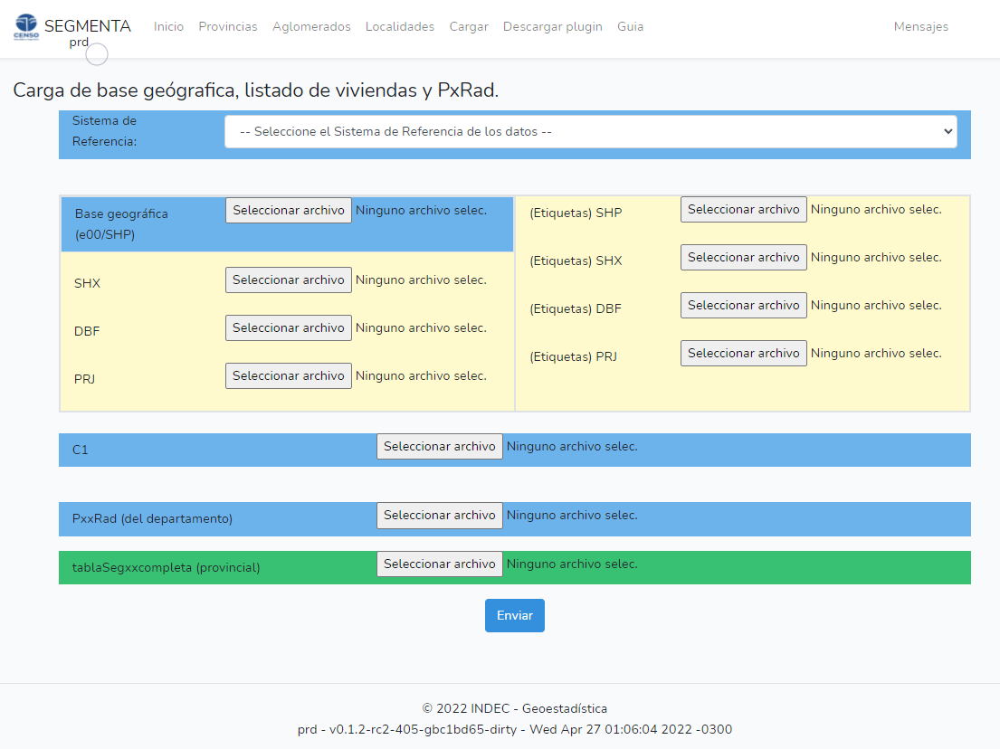 CENSO
SEGMENTA
prd
Inicio Provincias Aglomerados Localidades Cargar Descargar plugin Guia Mensajes
Carga de base geógrafica, listado de viviendas y PxRad.
Sistema de
Referencia:
-- Seleccione el Sistema de Referencia de los datos --
Base geográfica
(e00/SHP)
Seleccionar archivo Ninguno archivo selec.
SHX
Seleccionar archivo Ninguno archivo selec.
DBF
Seleccionar archivo Ninguno archivo selec.
PRJ
Seleccionar archivo Ninguno archivo selec.
(Etiquetas) SHP
Seleccionar archivo Ninguno archivo selec.
(Etiquetas) SHX
Seleccionar archivo Ninguno archivo selec.
(Etiquetas) DBF
Seleccionar archivo Ninguno archivo selec.
(Etiquetas) PRJ
Seleccionar archivo Ninguno archivo selec.
C1
Seleccionar archivo Ninguno archivo selec.
PxxRad (del departamento)
Seleccionar archivo Ninguno archivo selec.
tablaSegxxcompleta (provincial)
Seleccionar archivo Ninguno archivo selec.
Enviar
© 2022 INDEC - Geoestadística
prd - v0.1.2-rc2-405-gbc1bd65-dirty - Wed Apr 27 01:06:04 2022 -0300